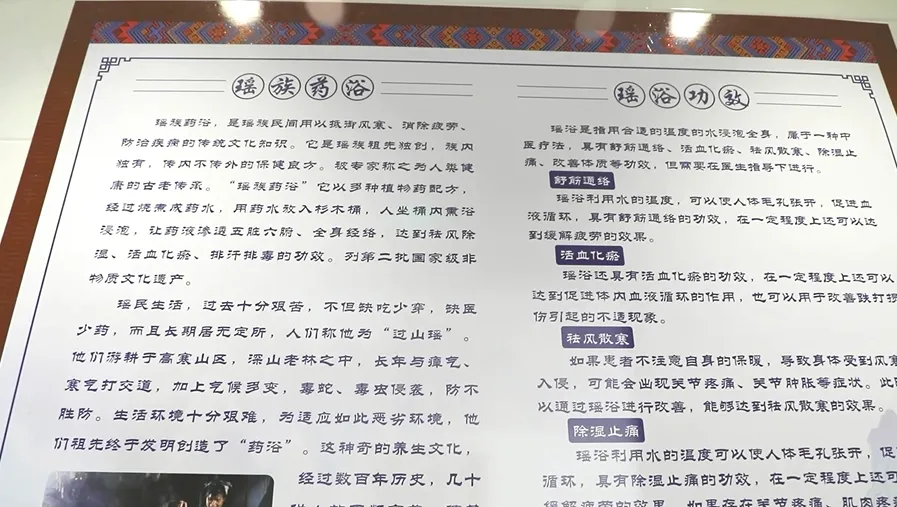 瑶族药浴
瑶族药浴，是瑶族民间用以抵御风寒、消除疲劳、
防治疾病的传统文化知识。它是瑶族祖先独创，族内
独有，传内不传外的保健良方。被专家称之为人类健
康的古老传承。“瑶族药浴”它以多种植物药配方，
经过烧煮成药水，用药水放入杉木桶，人坐桶内熏浴
浸泡，让药液渗透五脏六腑、全身经络，达到祛风除
湿、活血化瘀、排汗排毒的功效。列第二批国家级非
物质文化遗产。
瑶民生活，过去十分艰苦，不但缺吃少穿，缺医
少药，而且长期居无定所，人们称他为“过山瑶”。
他们游耕于高寒山区，深山老林之中，长年与瘴气、
寒气打交道，加上气候多变，毒蛇、毒虫侵袭，防不
胜防。生活环境十分艰难，为适应如此恶劣环境，他
们祖先终于发明创造了“药浴”。这神奇的养生文化，
经过数百年历史，几十
瑶浴功效
瑶浴是指用合适的温度的水浸泡全身，属于一种中
医疗法，具有舒筋通络、活血化瘀、祛风散寒、除湿止
痛、改善体质等功效，但需要在医生指导下进行。
舒筋通络
瑶浴利用水的温度，可以使人体毛孔张开，促进血
液循环，具有舒筋通络的功效，在一定程度上还可以达
到缓解疲劳的效果。
活血化瘀
瑶浴还具有活血化瘀的功效，在一定程度上还可以
达到促进体内血液循环的作用，也可以用于改善跌打损
伤引起的不适现象。
祛风散寒
如果患者不注意自身的保暖，导致身体受到风寒
入侵，可能会出现关节疼痛、关节肿胀等症状。此
以通过瑶浴进行改善，能够达到祛风散寒的效果。
除湿止痛
瑶浴利用水的温度可以使人体毛孔张开，促
循环，具有除湿止痛的功效，在一定程度上还可
缓解疲劳的效果。如果存在关节疼痛、肌肉疼